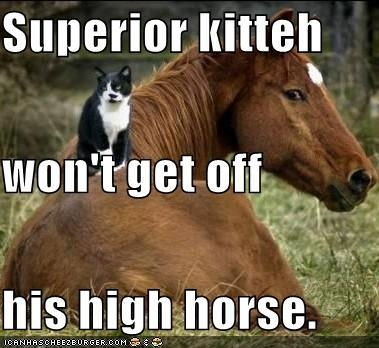 Superior kitteh
won't get off
his high horse.
ICANHASCHEEZBURGER.COM